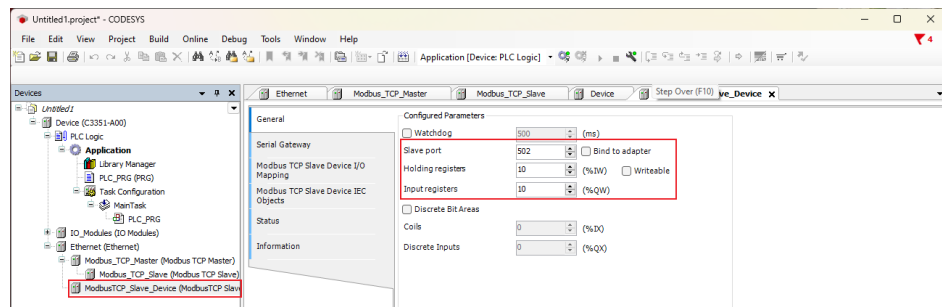 Untitled1.project* - CODESYS
File Edit View Project Build Online Debug Tools Window Help
4
Application [Device: PLC Logic]
Devices
Ethernet Modbus_TCP_Master Modbus_TCP_Slave Device Step Over (F10) ve_Device
Untitled1
Device (C3351-A00)
PLC Logic
Application
Library Manager
PLC_PRG (PRG)
Task Configuration
MainTask
PLC_PRG
IO_Modules (IO Modules)
Ethernet (Ethernet)
Modbus_TCP_Master (Modbus TCP Master)
Modbus_TCP_Slave (Modbus TCP Slave)
ModbusTCP_Slave_Device (ModbusTCP Slav
General
Serial Gateway
Modbus TCP Slave Device I/O
Mapping
Modbus TCP Slave Device IEC
Objects
Status
Information
Configured Parameters
Watchdog 500 (ms)
Slave port 502 Bind to adapter
Holding registers 10 (%IW) Writeable
Input registers 10 (%QW)
Discrete Bit Areas
Coils 0 (%IX)
Discrete Inputs 0 (%QX)